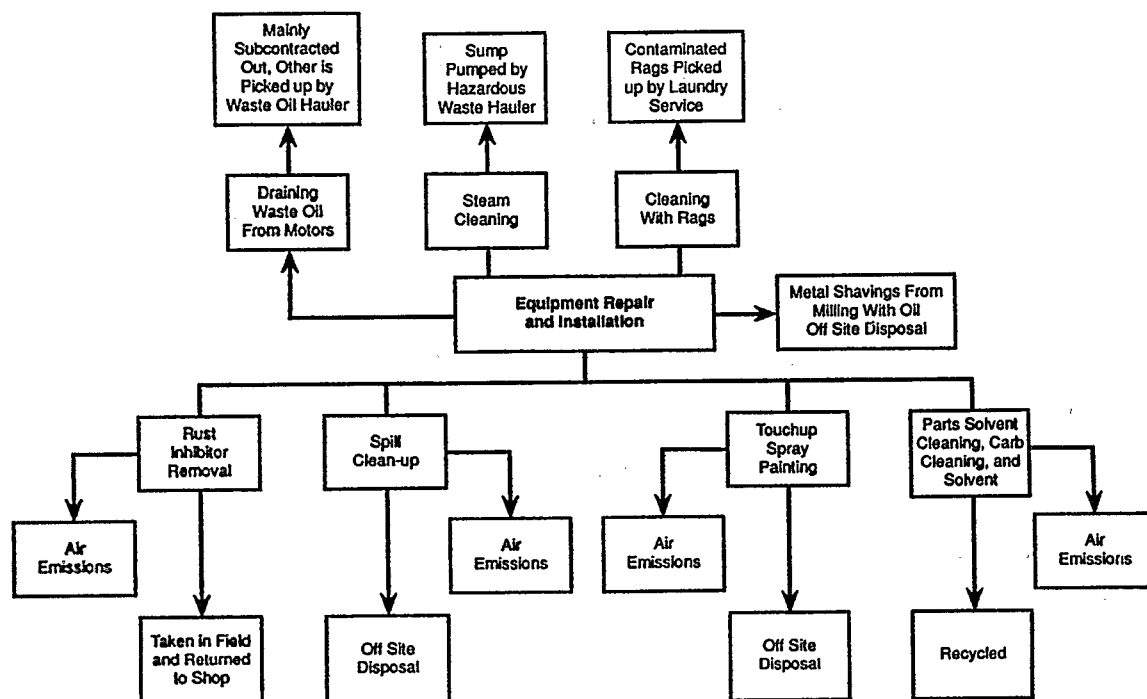 Mainly
Subcontracted
Out, Other is
Picked up by
Waste Oil Hauler
Sump
Pumped by
Hazardous
Waste Hauler
Contaminated
Rags Picked
up by Laundry
Service
Draining
Waste Oil
From Motors
Steam
Cleaning
Cleaning
With Rags
Equipment Repair
and Installation
Metal Shavings From
Milling With Oil
Off Site Disposal
Rust
Inhibitor
Removal
Spill
Clean-up
Touchup
Spray
Painting
Parts Solvent
Cleaning, Carb
Cleaning, and
Solvent
Air
Emissions
Air
Emissions
Air
Emissions
Air
Emissions
Taken in Field
and Returned
to Shop
Off Site
Disposal
Off Site
Disposal
Recycled